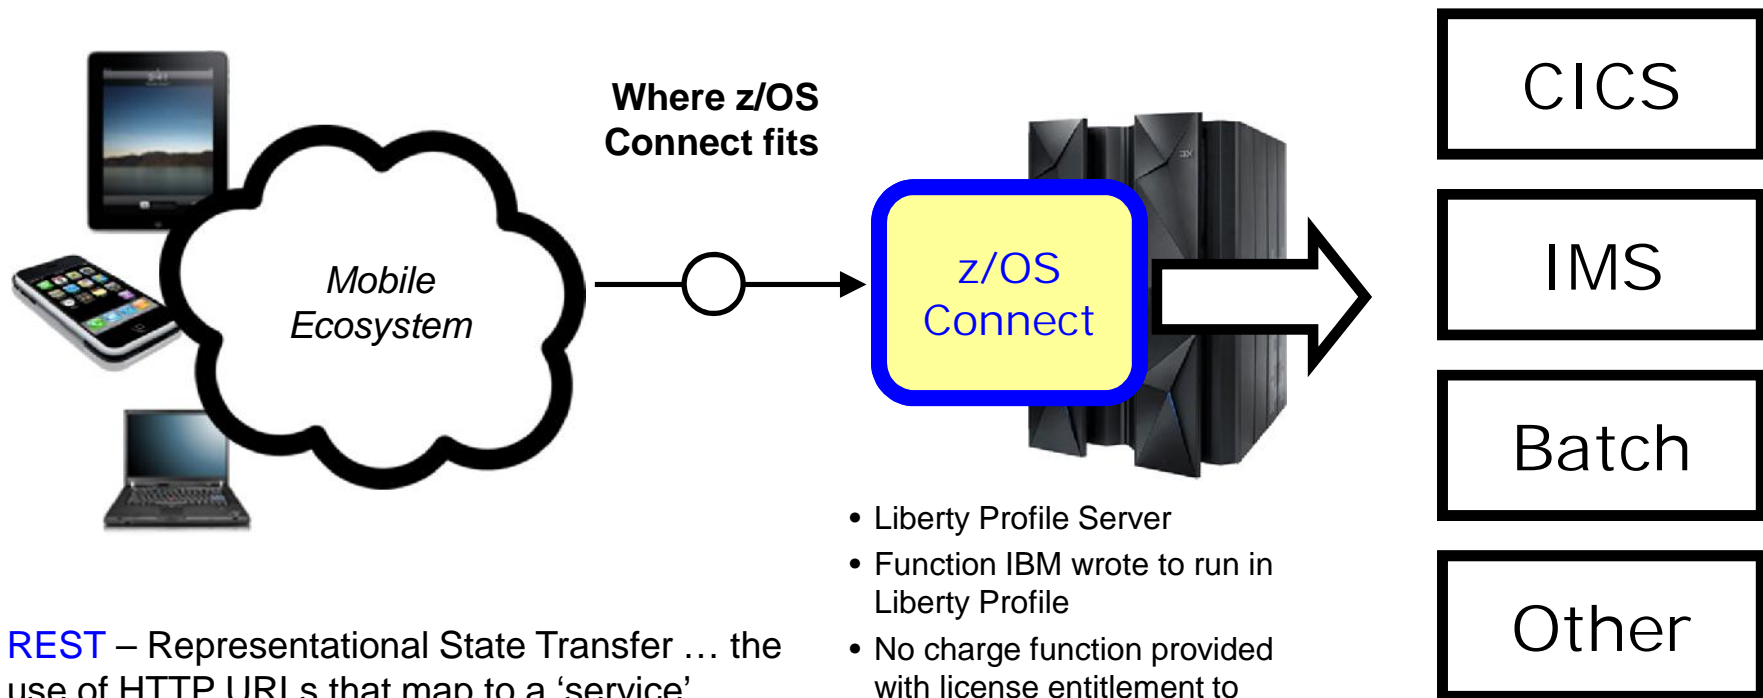 Where z/OS
Connect fits
Mobile
Ecosystem
z/OS
Connect
CICS
IMS
Batch
Other
• Liberty Profile Server
• Function IBM wrote to run in
Liberty Profile
• No charge function provided
with license entitlement to
REST – Representational State Transfer … the
use of HTTP URLs that map to a ‘service’